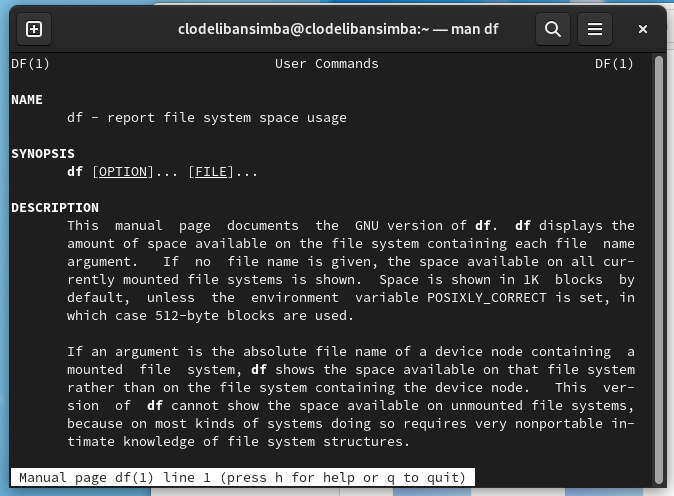 clodelibansimba@clodelibansimba:~ — man df
DF(1) User Commands DF(1)
NAME
df - report file system space usage
SYNOPSIS
df [OPTION]... [FILE]...
DESCRIPTION
This manual page documents the GNU version of df. df displays the
amount of space available on the file system containing each file name
argument. If no file name is given, the space available on all cur-
rently mounted file systems is shown. Space is shown in 1K blocks by
default, unless the environment variable POSIXLY_CORRECT is set, in
which case 512-byte blocks are used.
If an argument is the absolute file name of a device node containing a
mounted file system, df shows the space available on that file system
rather than on the file system containing the device node. This ver-
sion of df cannot show the space available on unmounted file systems,
because on most kinds of systems doing so requires very nonportable in-
timate knowledge of file system structures.
Manual page df(1) line 1 (press h for help or q to quit)